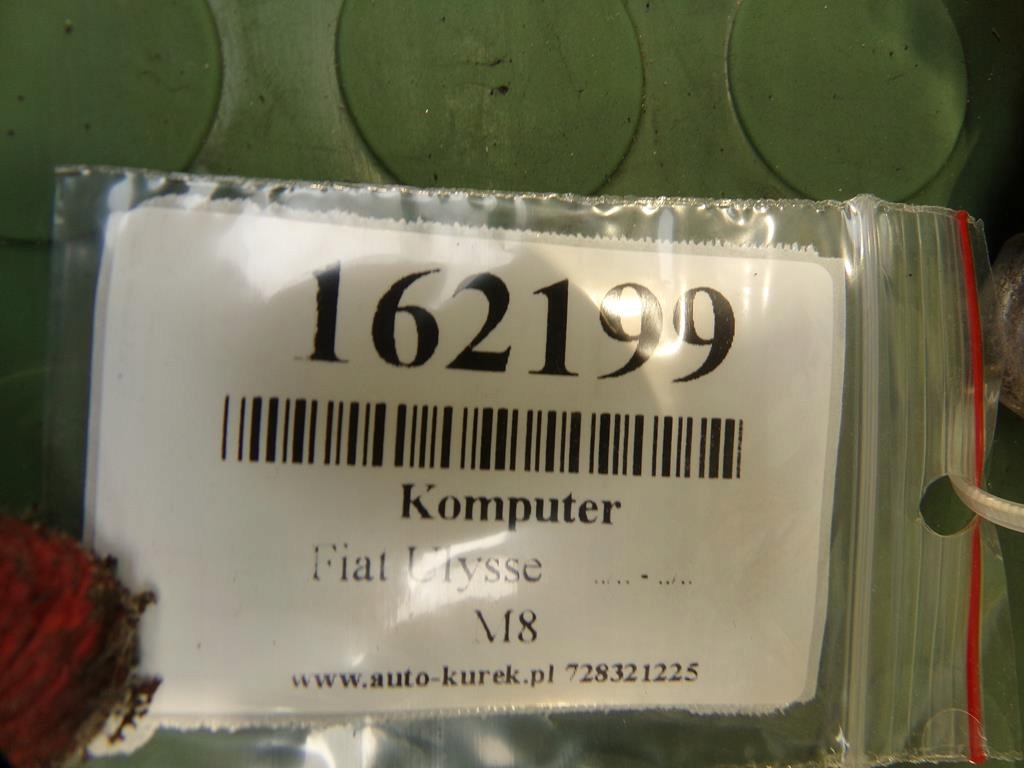 162199
Komputer
Fiat Ulysse ../.. - ../..
M8
www.auto-kurek.pl 728321225